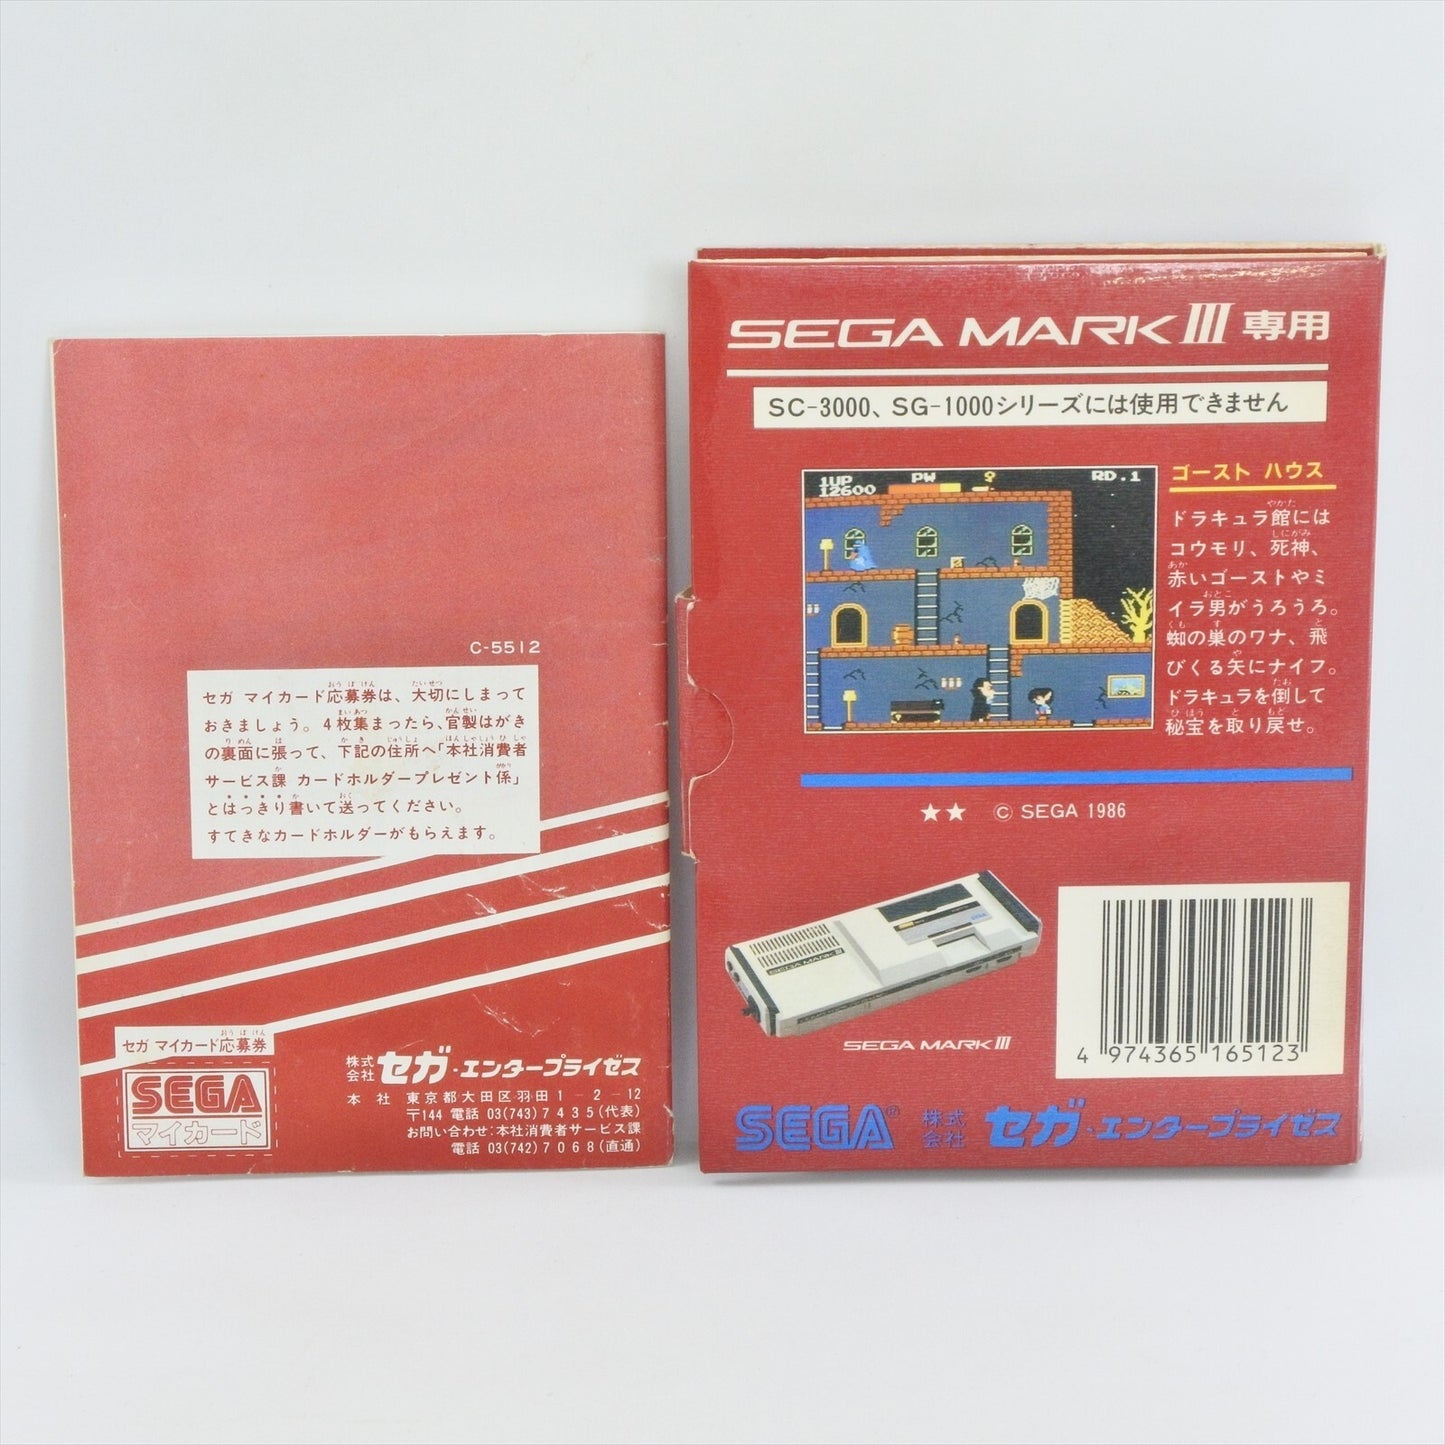 C-5512
セガ マイカード応募券は、大切にしまって
おきましょう。4枚集まったら、官製はがき
の裏面に張って、下記の住所へ「本社消費者
サービス課 カードホルダープレゼント係」
とはっきり書いて送ってください。
すてきなカードホルダーがもらえます。
セガ マイカード応募券
SEGA
マイカード
株式会社 セガ・エンタープライゼス
本社 東京都大田区羽田1-2-12
〒144 電話 03(743)7435(代表)
お問い合わせ:本社消費者サービス課
電話 03(742)7068(直通)
SEGA MARK III 専用
SC-3000、SG-1000シリーズには使用できません
1UP PW RD.1
12600
ゴースト ハウス
ドラキュラ館には
コウモリ、死神、
赤いゴーストやミ
イラ男がうろうろ。
蜘の巣のワナ、飛
びくる矢にナイフ。
ドラキュラを倒して
秘宝を取り戻せ。
★★ © SEGA 1986
SEGA MARK III
SEGA MARK III
4 974365 165123
SEGA® 株式会社 セガ・エンタープライゼス